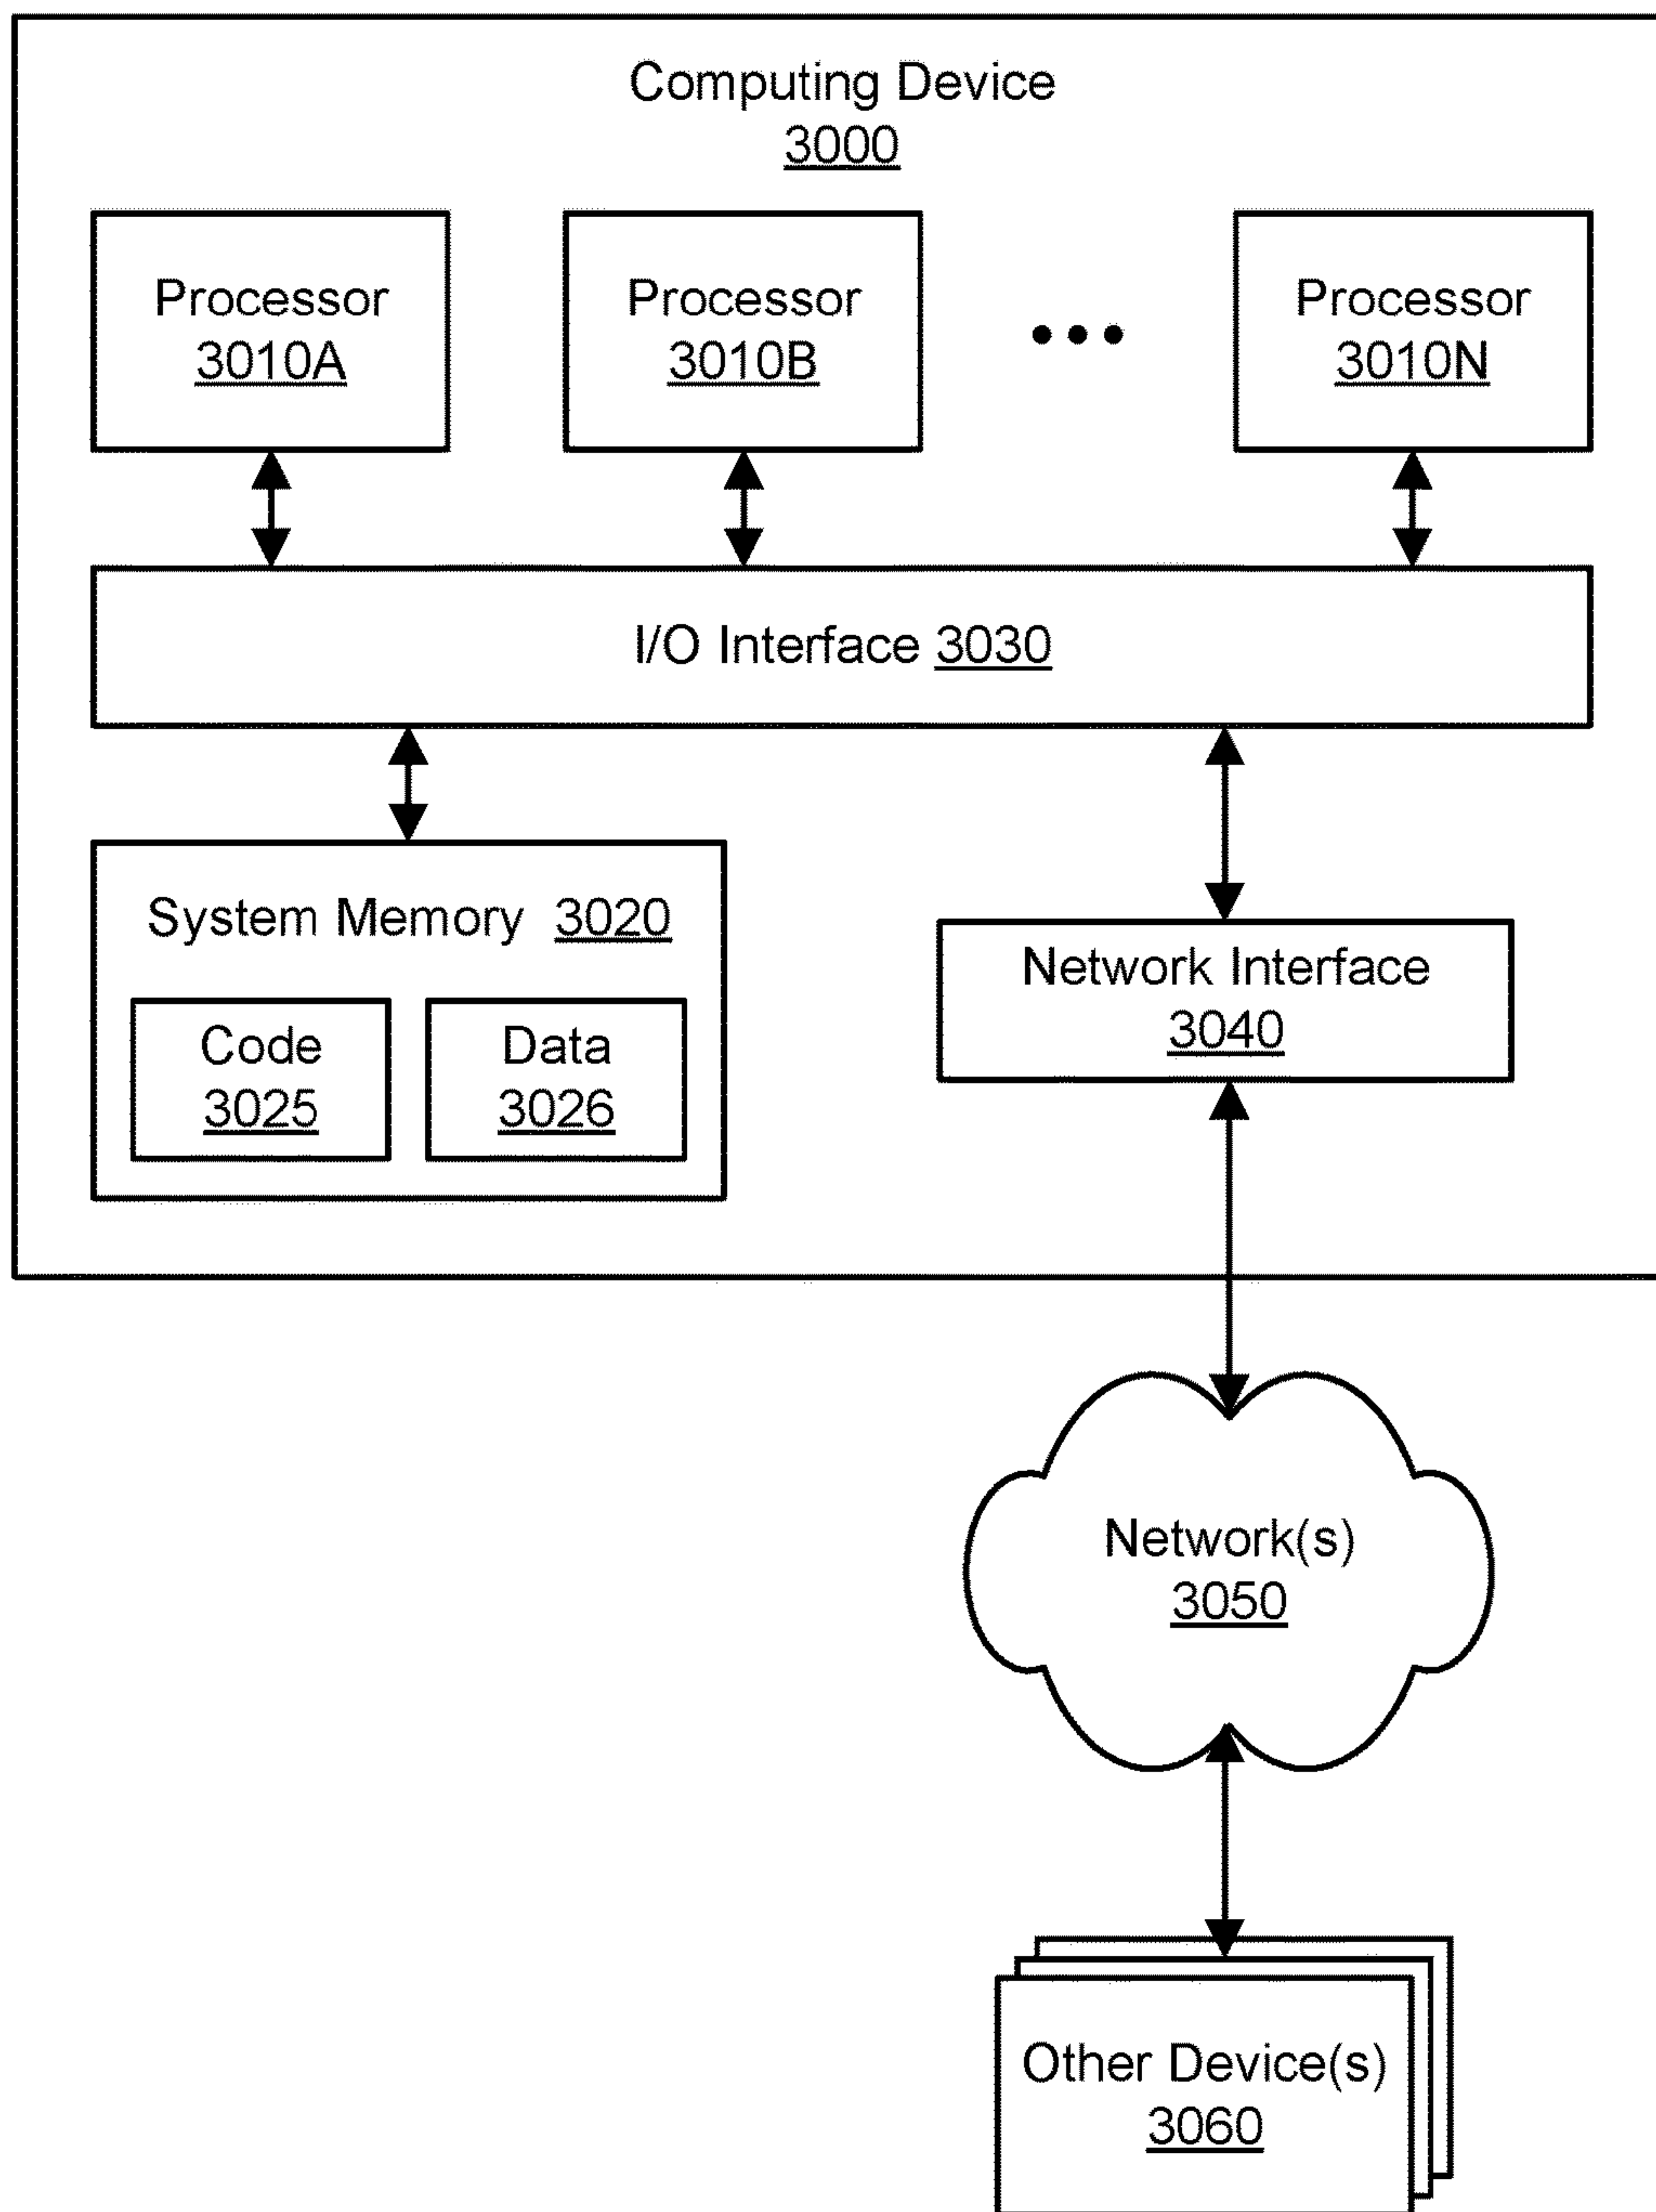 Computing Device
3000
Processor
3010A
Processor
3010B
Processor
3010N
I/O Interface 3030
System Memory 3020
Code
3025
Data
3026
Network Interface
3040
Network(s)
3050
Other Device(s)
3060